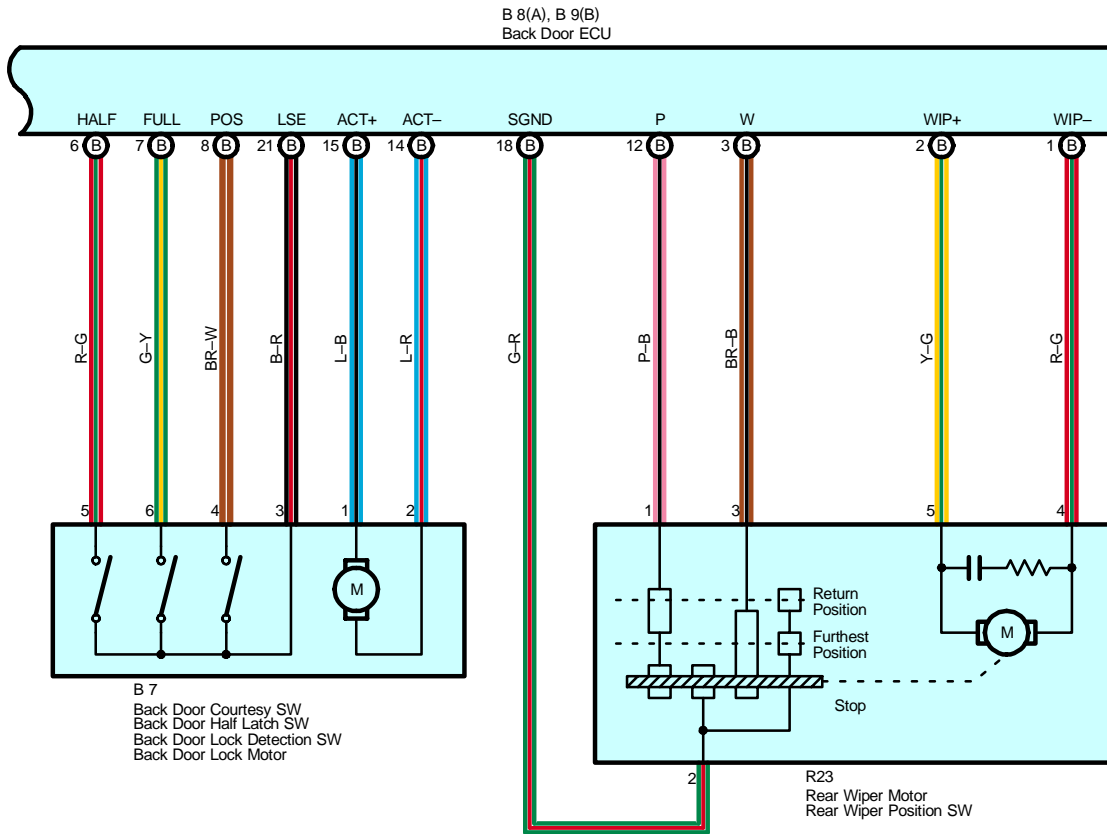 B 8(A), B 9(B)
Back Door ECU
HALF FULL POS LSE ACT+ ACT– SGND P W WIP+ WIP–
6 B 7 B 8 B 21 B 15 B 14 B 18 B 12 B 3 B 2 B 1 B
R–G G–Y BR–W B–R L–B L–R G–R P–B BR–B Y–G R–G
5 6 4 3 1 2 1 3 5 4
M
Return
Position
Furthest
Position
M
Stop
B 7
Back Door Courtesy SW
Back Door Half Latch SW
Back Door Lock Detection SW
Back Door Lock Motor
2
R23
Rear Wiper Motor
Rear Wiper Position SW